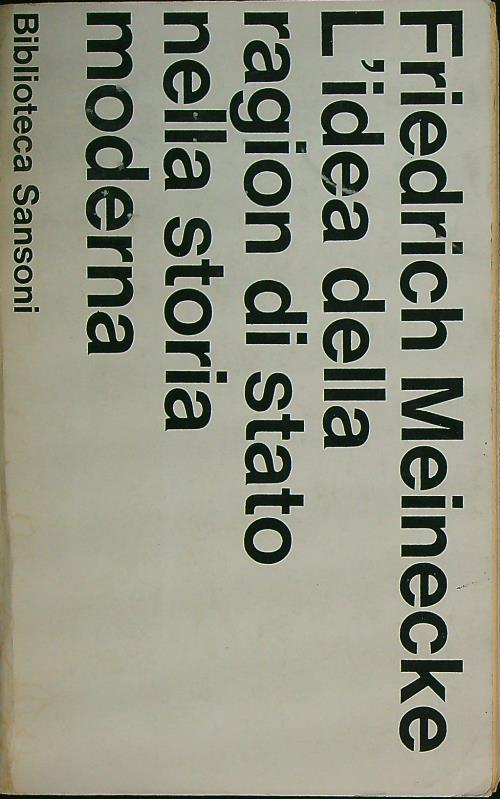 Friedrich Meinecke
L'idea della
ragion di stato
nella storia
moderna
Biblioteca Sansoni